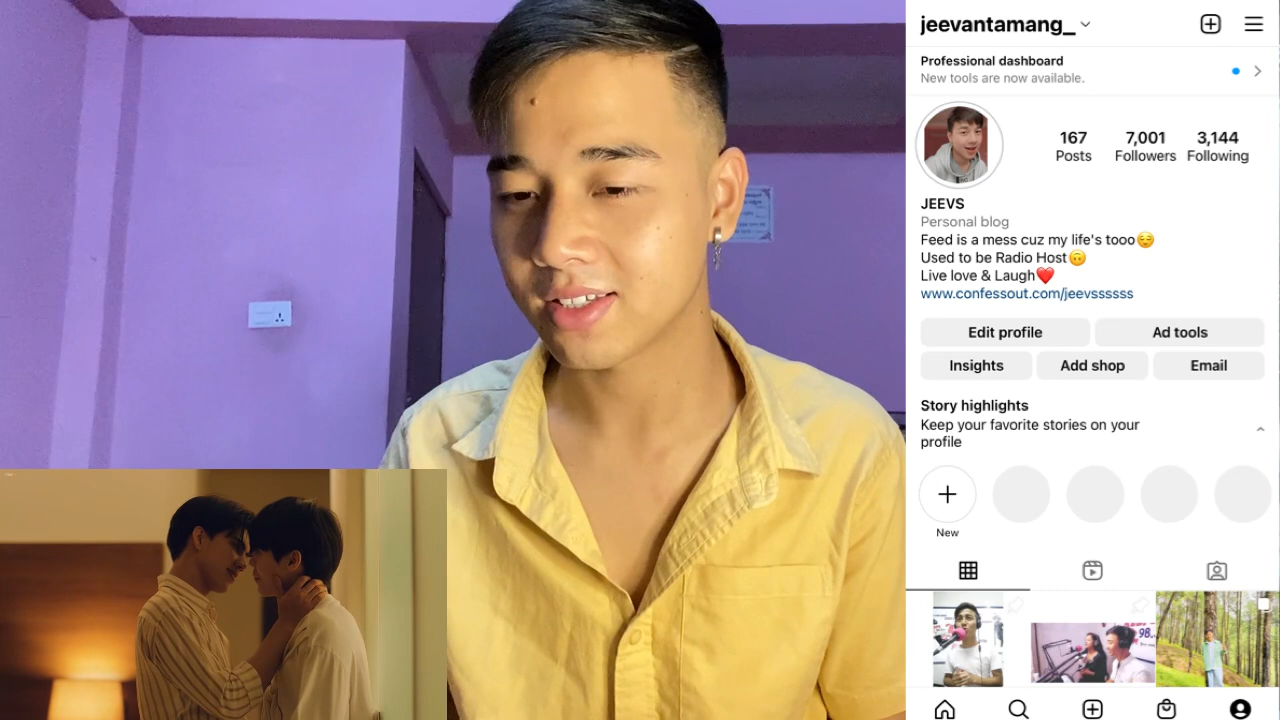 jeevantamang_
Professional dashboard
New tools are now available.
167
Posts
7,001
Followers
3,144
Following
JEEVS
Personal blog
Feed is a mess cuz my life's tooo😌
Used to be Radio Host🙃
Live love & Laugh❤️
www.confessout.com/jeevssssss
Edit profile
Ad tools
Insights
Add shop
Email
Story highlights
Keep your favorite stories on your
profile
New
98.